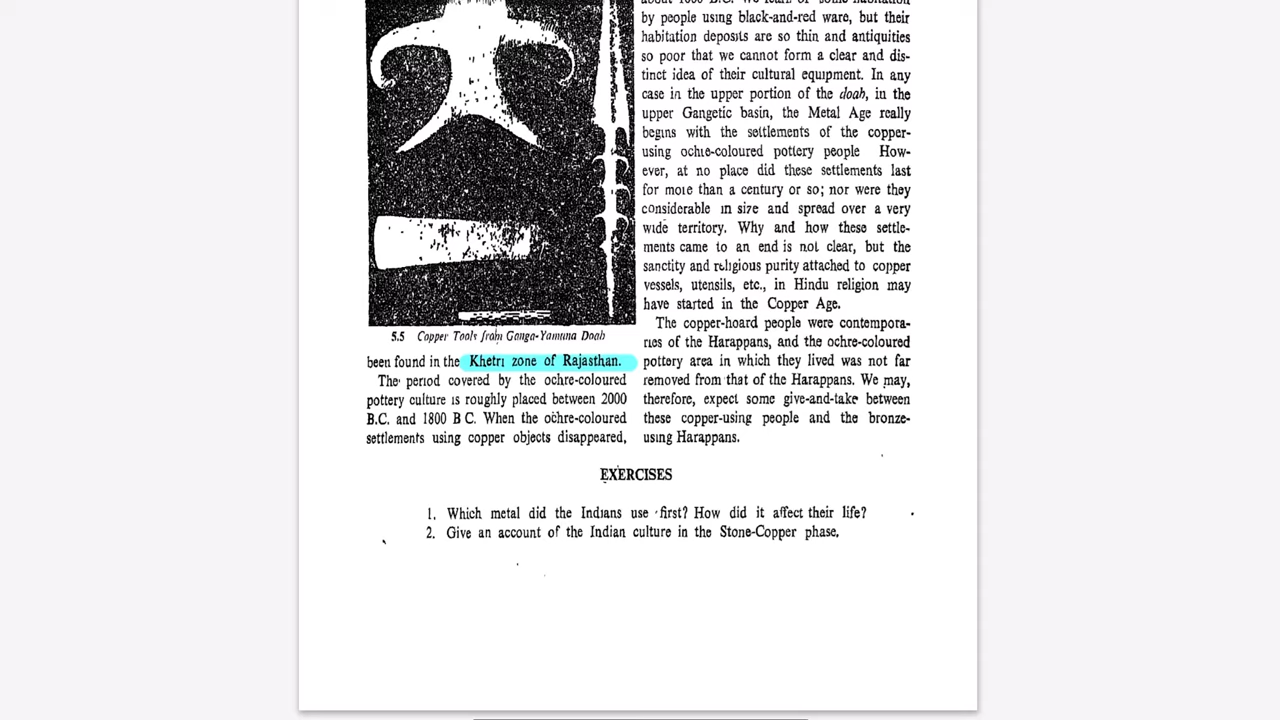 5.5 Copper Tools from Ganga-Yamuna Doab
been found in the Khetri zone of Rajasthan.
The period covered by the ochre-coloured
pottery culture is roughly placed between 2000
B.C. and 1800 B C. When the ochre-coloured
settlements using copper objects disappeared,
by people using black-and-red ware, but their
habitation deposits are so thin and antiquities
so poor that we cannot form a clear and dis-
tinct idea of their cultural equipment. In any
case in the upper portion of the doab, in the
upper Gangetic basin, the Metal Age really
begins with the settlements of the copper-
using ochre-coloured pottery people How-
ever, at no place did these settlements last
for more than a century or so; nor were they
considerable in size and spread over a very
wide territory. Why and how these settle-
ments came to an end is not clear, but the
sanctity and religious purity attached to copper
vessels, utensils, etc., in Hindu religion may
have started in the Copper Age.
The copper-hoard people were contempora-
ries of the Harappans, and the ochre-coloured
pottery area in which they lived was not far
removed from that of the Harappans. We may,
therefore, expect some give-and-take between
these copper-using people and the bronze-
using Harappans.
EXERCISES
1. Which metal did the Indians use first? How did it affect their life?
2. Give an account of the Indian culture in the Stone-Copper phase.